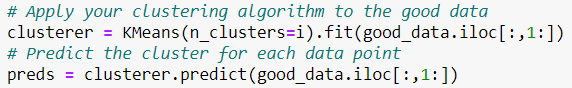 # Apply your clustering algorithm to the good data
clusterer = KMeans(n_clusters=i).fit(good_data.iloc[:,1:])
# Predict the cluster for each data point
preds = clusterer.predict(good_data.iloc[:,1:])